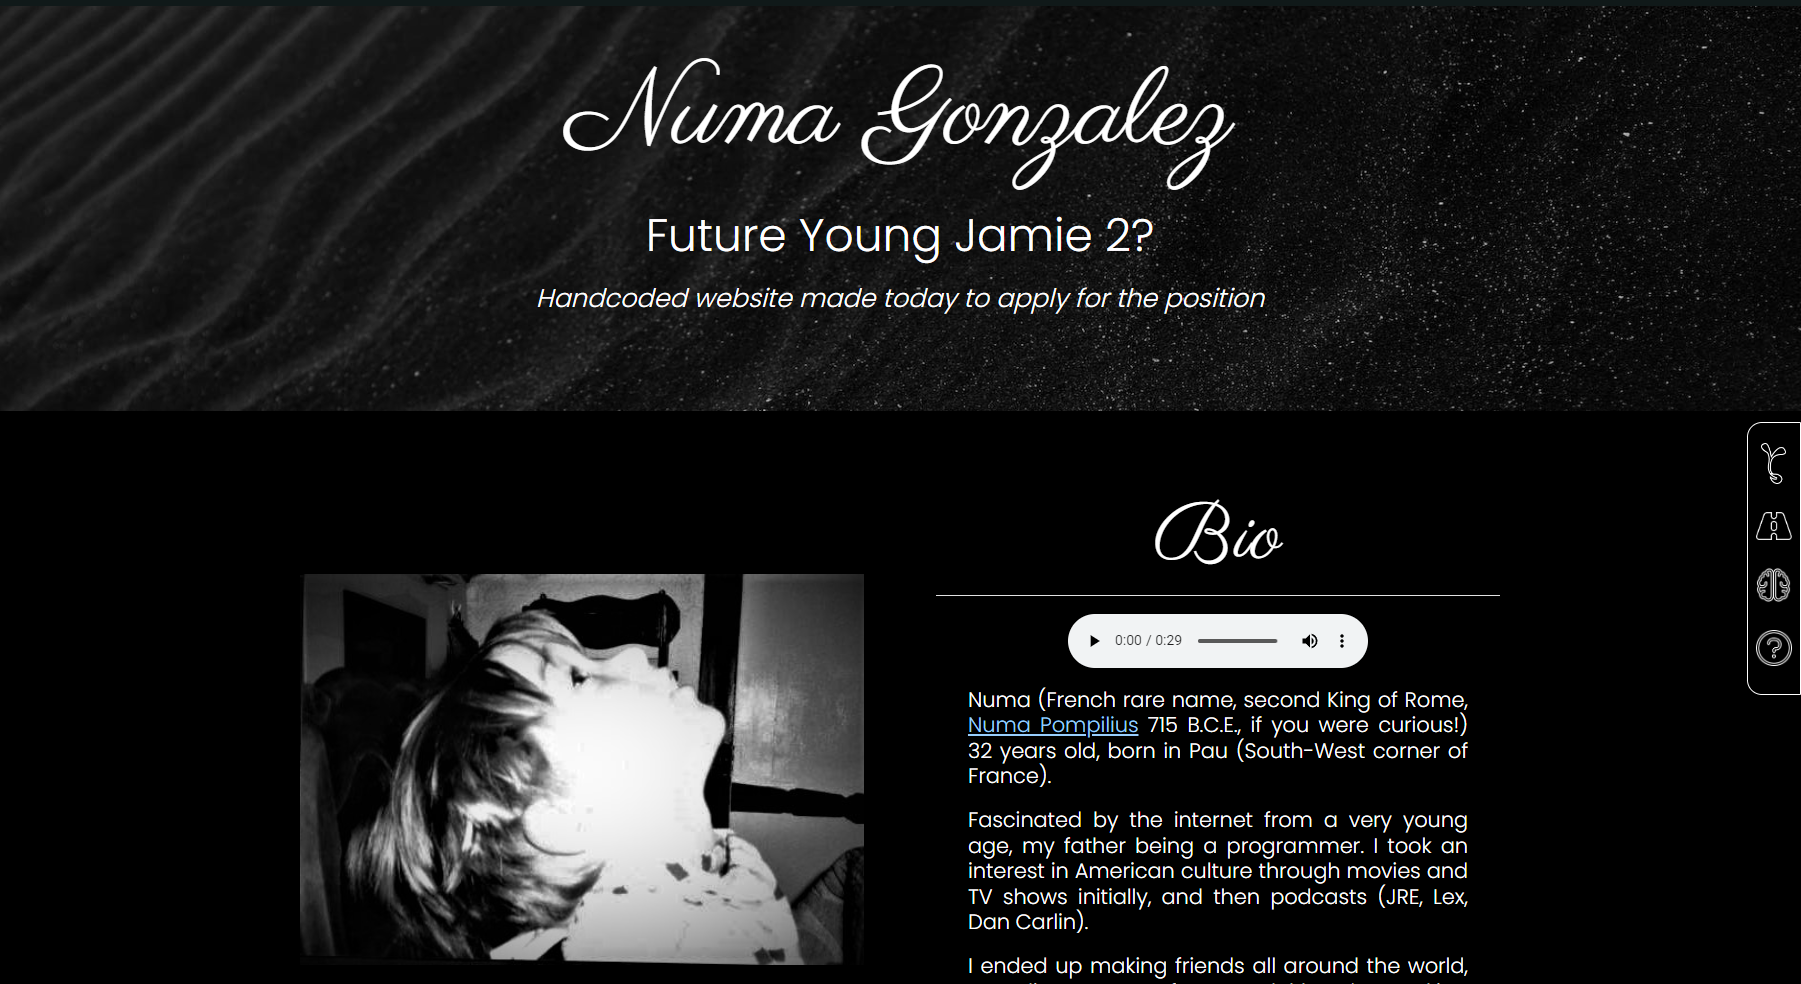 Numa Gonzalez
Future Young Jamie 2?
Handcoded website made today to apply for the position
Bio
0:00 / 0:29
Numa (French rare name, second King of Rome,
Numa Pompilius 715 B.C.E., if you were curious!)
32 years old, born in Pau (South-West corner of
France).
Fascinated by the internet from a very young
age, my father being a programmer. I took an
interest in American culture through movies and
TV shows initially, and then podcasts (JRE, Lex,
Dan Carlin).
I ended up making friends all around the world,